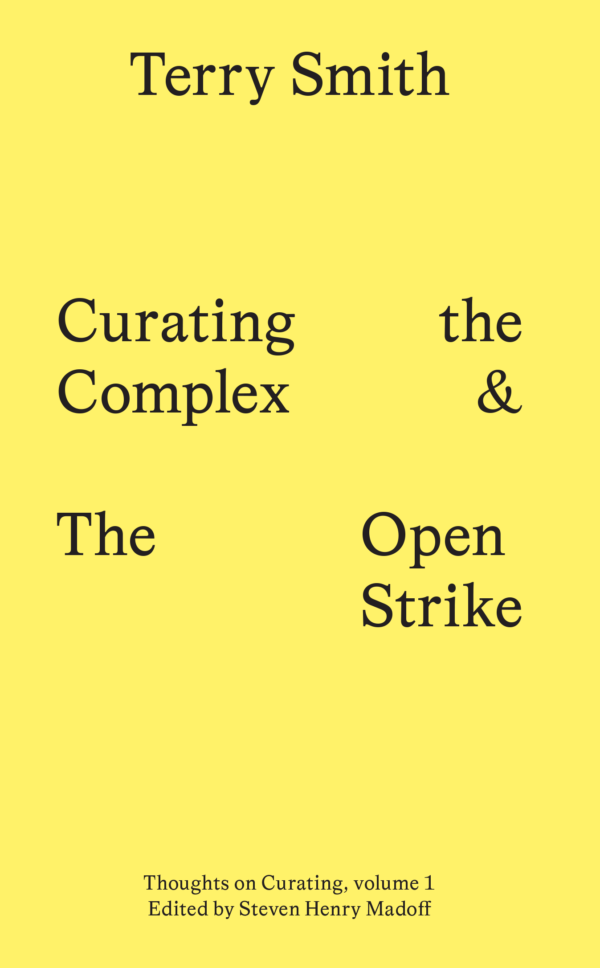 Terry Smith
Curating the
Complex &
The Open
Strike
Thoughts on Curating, volume 1
Edited by Steven Henry Madoff